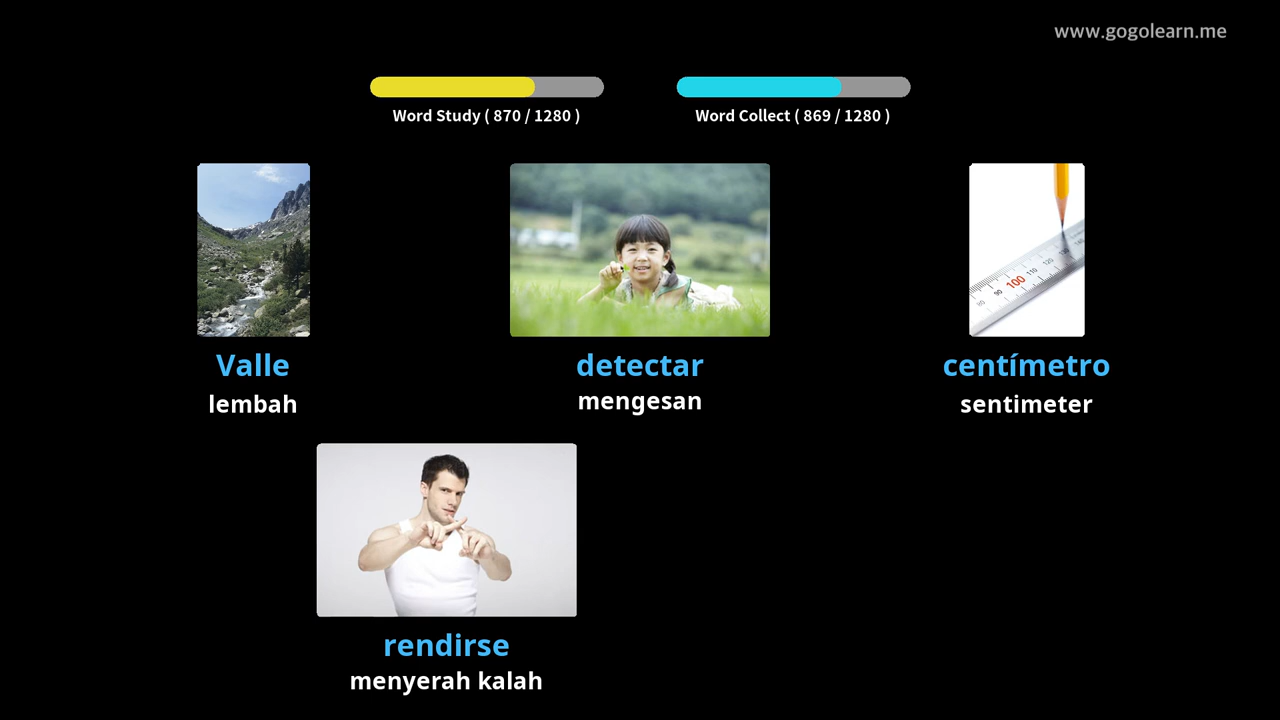 www.gogolearn.me
Word Study ( 870 / 1280 )
Word Collect ( 869 / 1280 )
Valle
lembah
detectar
mengesan
centímetro
sentimeter
rendirse
menyerah kalah